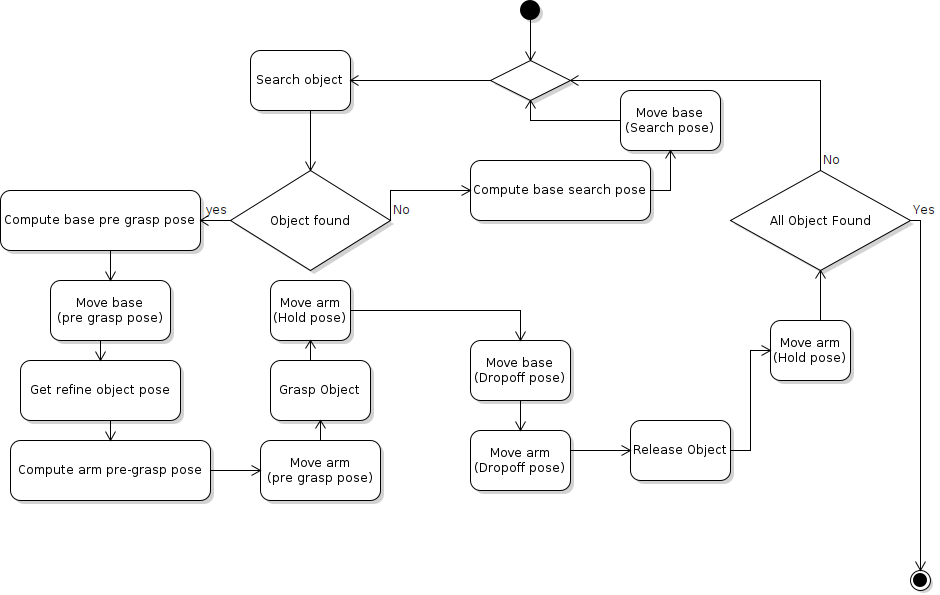 Search object
Move base
(Search pose)
No
Compute base search pose
yes
Object found
No
Compute base pre grasp pose
All Object Found
Yes
Move base
(pre grasp pose)
Move arm
(Hold pose)
Move base
(Dropoff pose)
Move arm
(Hold pose)
Get refine object pose
Grasp Object
Compute arm pre-grasp pose
Move arm
(pre grasp pose)
Move arm
(Dropoff pose)
Release Object